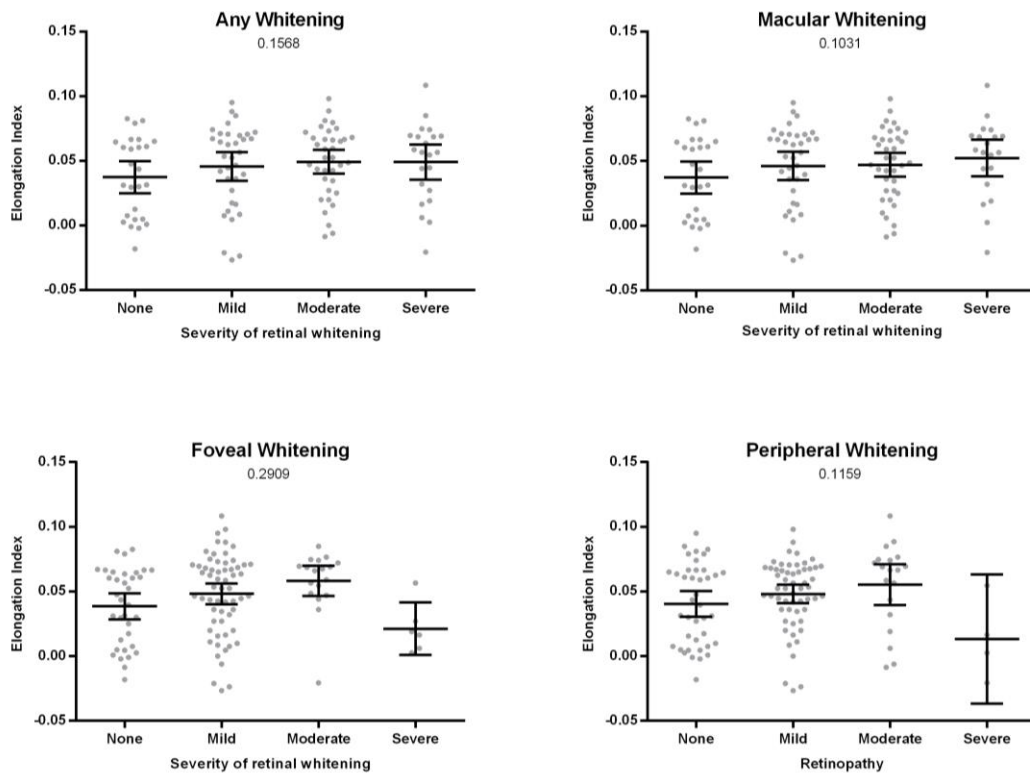 Any Whitening
0.1568
0.15
0.10
0.05
0.00
-0.05
Elongation Index
None Mild Moderate Severe
Severity of retinal whitening
Macular Whitening
0.1031
0.15
0.10
0.05
0.00
-0.05
Elongation Index
None Mild Moderate Severe
Severity of retinal whitening
Foveal Whitening
0.2909
0.15
0.10
0.05
0.00
-0.05
Elongation Index
None Mild Moderate Severe
Severity of retinal whitening
Peripheral Whitening
0.1159
0.15
0.10
0.05
0.00
-0.05
Elongation Index
None Mild Moderate Severe
Retinopathy